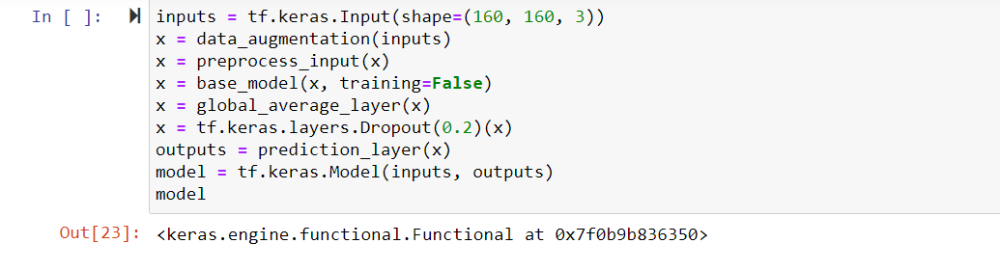 In [ ]: inputs = tf.keras.Input(shape=(160, 160, 3))
x = data_augmentation(inputs)
x = preprocess_input(x)
x = base_model(x, training=False)
x = global_average_layer(x)
x = tf.keras.layers.Dropout(0.2)(x)
outputs = prediction_layer(x)
model = tf.keras.Model(inputs, outputs)
model
Out[23]: <keras.engine.functional.Functional at 0x7f0b9b836350>